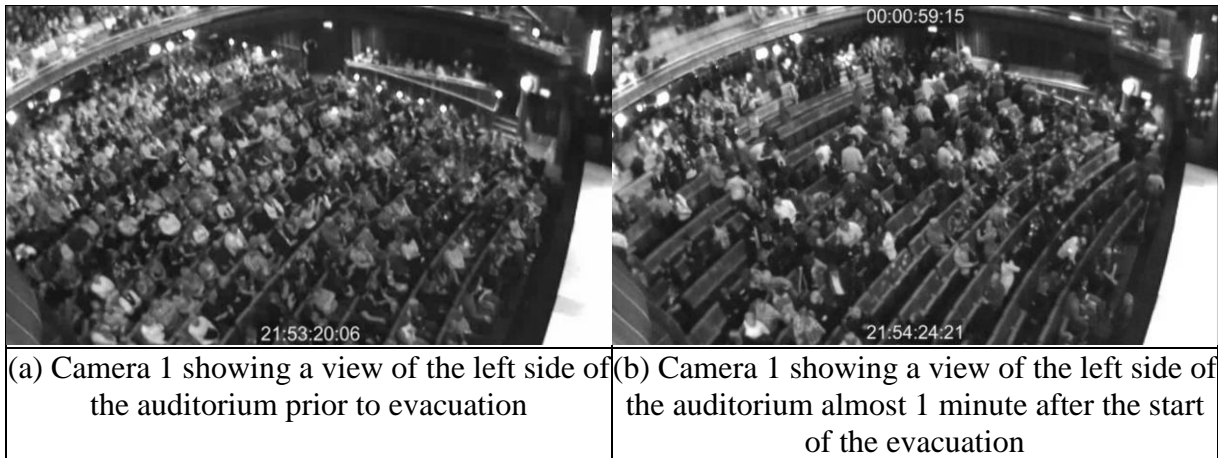 00:00:59:15
21:53:20:06
21:54:24:21
(a) Camera 1 showing a view of the left side of
the auditorium prior to evacuation
(b) Camera 1 showing a view of the left side of
the auditorium almost 1 minute after the start
of the evacuation